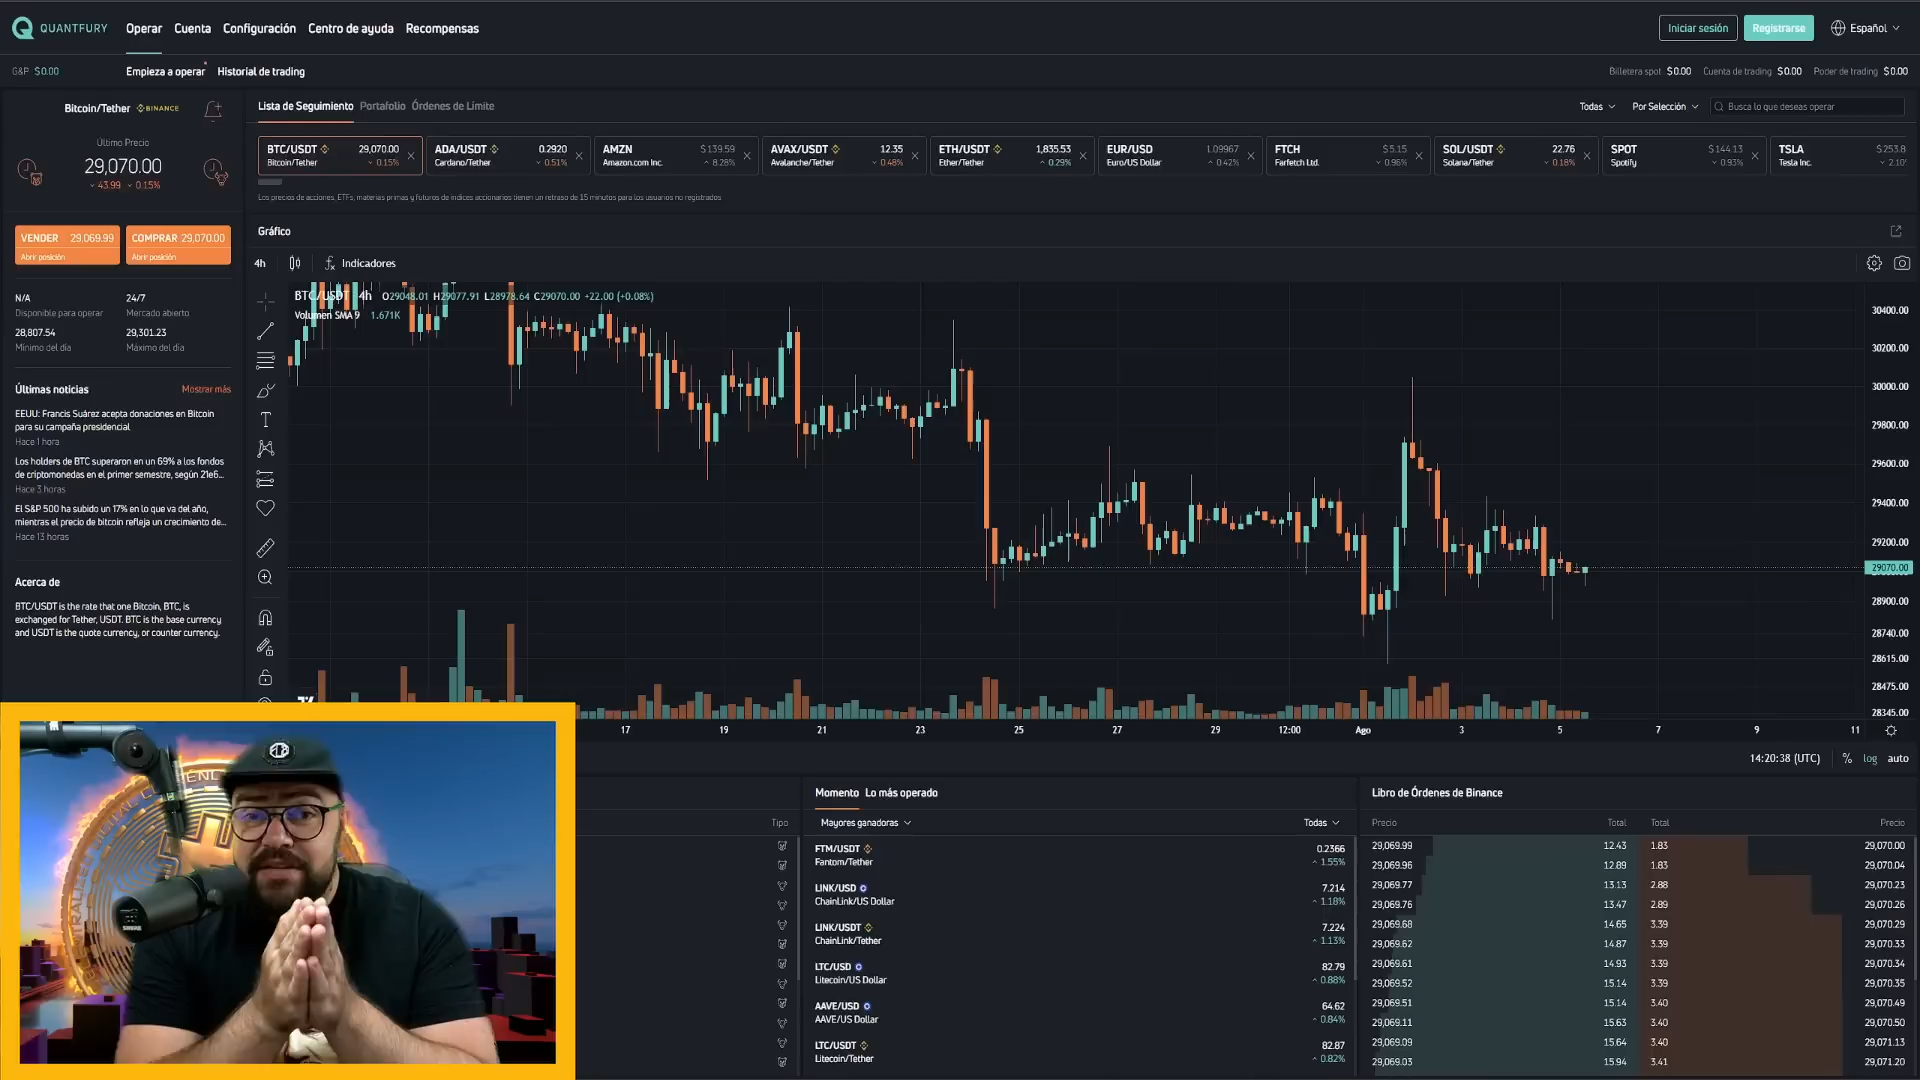 QUANTFURY
Operar
Cuenta
Configuración
Centro de ayuda
Recompensas
Iniciar sesión
Registrarse
Español
G&P $0.00
Empieza a operar
Historial de trading
Billetera spot $0.00
Cuenta de trading $0.00
Poder de trading $0.00
Bitcoin/Tether BINANCE
Último Precio
29,070.00
43.99 0.15%
VENDER 29,069.99
Abrir posición
COMPRAR 29,070.00
Abrir posición
N/A
Disponible para operar
24/7
Mercado abierto
28,807.54
Mínimo del día
29,301.23
Máximo del día
Últimas noticias
Mostrar más
EEUU: Francis Suárez acepta donaciones en Bitcoin
para su campaña presidencial
Hace 1 hora
Los holders de BTC superaron en un 69% a los fondos
de criptomonedas en el primer semestre, según 21e6...
Hace 3 horas
El S&P 500 ha subido un 17% en lo que va del año,
mientras el precio de bitcoin refleja un crecimiento de...
Hace 13 horas
Acerca de
BTC/USDT is the rate that one Bitcoin, BTC, is
exchanged for Tether, USDT. BTC is the base currency
and USDT is the quote currency, or counter currency.
Lista de Seguimiento
Portafolio
Órdenes de Límite
Todas
Por Selección
Busca lo que deseas operar
BTC/USDT 29,070.00
Bitcoin/Tether 0.15%
ADA/USDT 0.2920
Cardano/Tether 0.51%
AMZN $139.59
Amazon.com Inc. 8.28%
AVAX/USDT 12.35
Avalanche/Tether 0.48%
ETH/USDT 1,835.53
Ether/Tether 0.29%
EUR/USD 1.09967
Euro/US Dollar 0.42%
FTCH $5.15
Farfetch Ltd. 0.96%
SOL/USDT 22.76
Solana/Tether 0.18%
SPOT $144.13
Spotify 0.93%
TSLA $253.8
Tesla Inc. 2.10
Los precios de acciones, ETFs, materias primas y futuros de índices accionarios tienen un retraso de 15 minutos para los usuarios no registrados
Gráfico
4h
Indicadores
BTC/USDT 4h O29048.01 H29077.91 L28978.64 C29070.00 +22.00 (+0.08%)
Volumen SMA 9 1.671K
30400.00
30200.00
30000.00
29800.00
29600.00
29400.00
29200.00
29070.00
28900.00
28740.00
28615.00
28475.00
28345.00
17
19
21
23
25
27
29
12:00
Ago
3
5
7
9
11
14:20:38 (UTC)
%
log
auto
Tipo
Momento
Lo más operado
Mayores ganadoras
Todas
FTM/USDT 0.2366
Fantom/Tether 1.55%
LINK/USD 7.214
ChainLink/US Dollar 1.18%
LINK/USDT 7.224
ChainLink/Tether 1.13%
LTC/USD 82.79
Litecoin/US Dollar 0.88%
AAVE/USD 64.62
AAVE/US Dollar 0.84%
LTC/USDT 82.87
Litecoin/Tether 0.82%
Libro de Órdenes de Binance
Precio Total Total Precio
29,069.99 12.43 1.83 29,070.00
29,069.96 12.89 1.83 29,070.04
29,069.77 13.13 2.88 29,070.23
29,069.76 13.47 2.89 29,070.26
29,069.68 14.65 3.39 29,070.29
29,069.62 14.87 3.39 29,070.33
29,069.61 14.93 3.39 29,070.34
29,069.52 15.14 3.39 29,070.35
29,069.51 15.14 3.40 29,070.49
29,069.11 15.63 3.40 29,070.50
29,069.09 15.64 3.40 29,071.13
29,069.03 15.94 3.41 29,071.20
SHURE